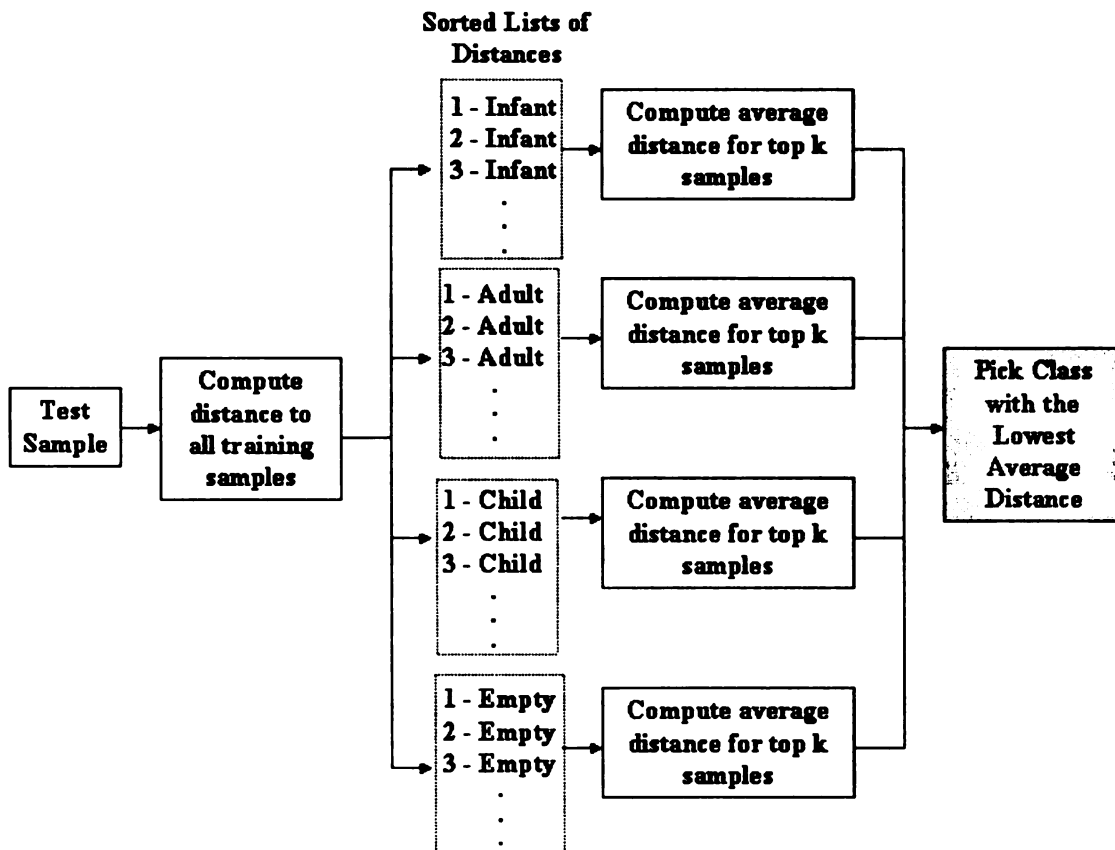 Sorted Lists of
Distances
1 - Infant
2 - Infant
3 - Infant
.
.
.
Compute average
distance for top k
samples
1 - Adult
2 - Adult
3 - Adult
.
.
.
Compute average
distance for top k
samples
Test
Sample
Compute
distance to
all training
samples
Pick Class
with the
Lowest
Average
Distance
1 - Child
2 - Child
3 - Child
.
.
.
Compute average
distance for top k
samples
1 - Empty
2 - Empty
3 - Empty
.
.
.
Compute average
distance for top k
samples